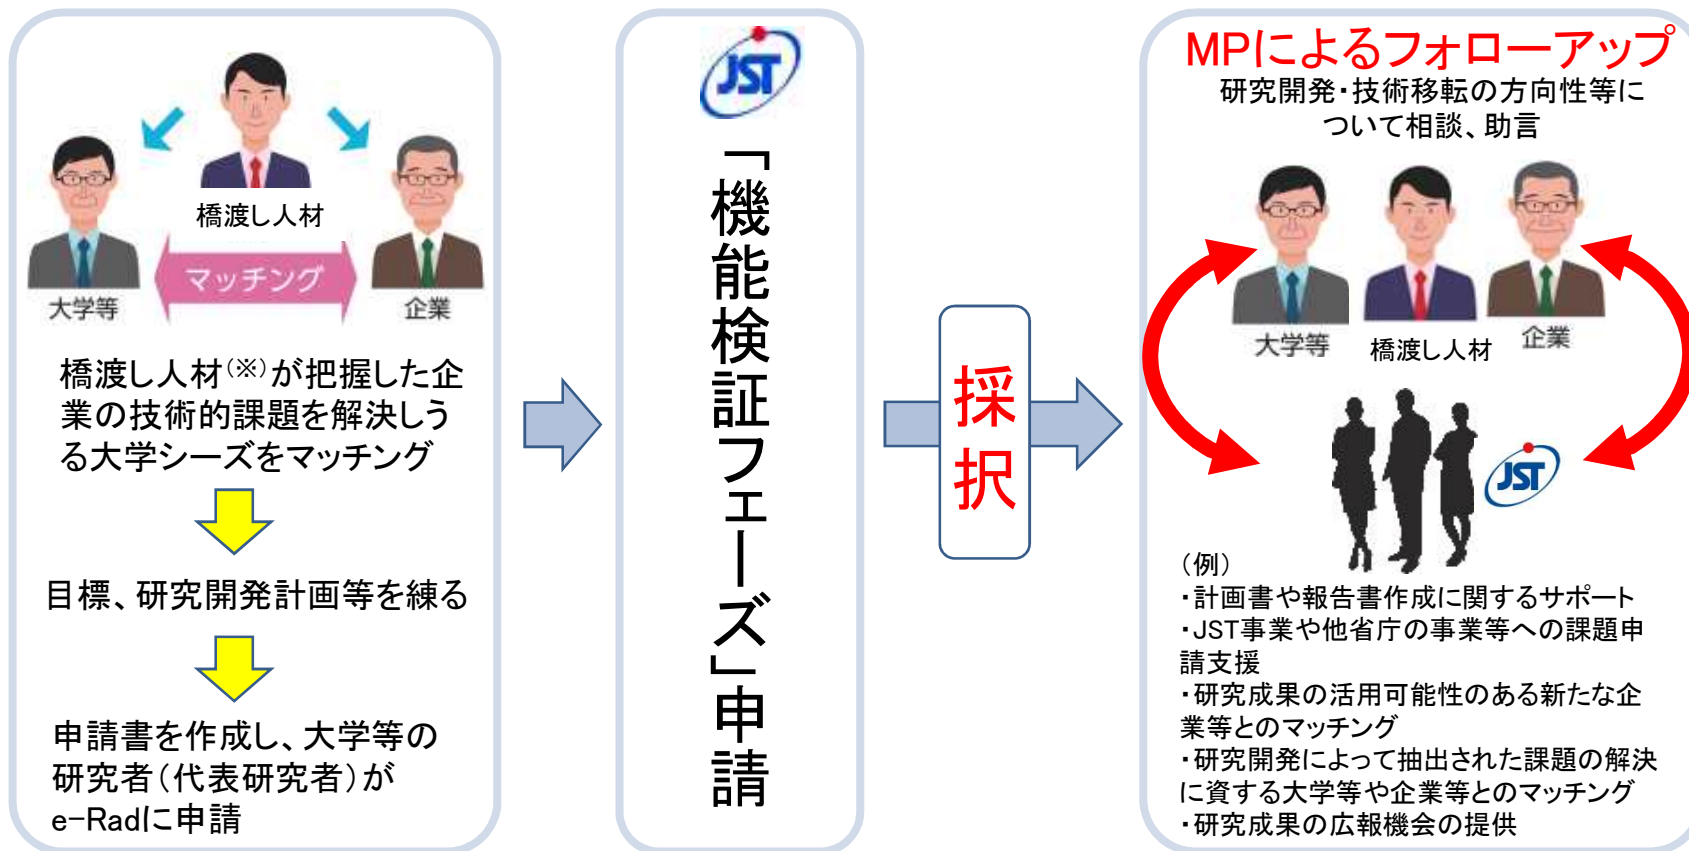 橋渡し人材
マッチング
大学等
企業
橋渡し人材(※)が把握した企
業の技術的課題を解決しう
る大学シーズをマッチング
目標、研究開発計画等を練る
申請書を作成し、大学等の
研究者(代表研究者)が
e-Radに申請
JST
「機能検証フェーズ」申請
採択
MPによるフォローアップ
研究開発・技術移転の方向性等に
ついて相談、助言
大学等
橋渡し人材
企業
JST
(例)
・計画書や報告書作成に関するサポート
・JST事業や他省庁の事業等への課題申
請支援
・研究成果の活用可能性のある新たな企
業等とのマッチング
・研究開発によって抽出された課題の解決
に資する大学等や企業等とのマッチング
・研究成果の広報機会の提供